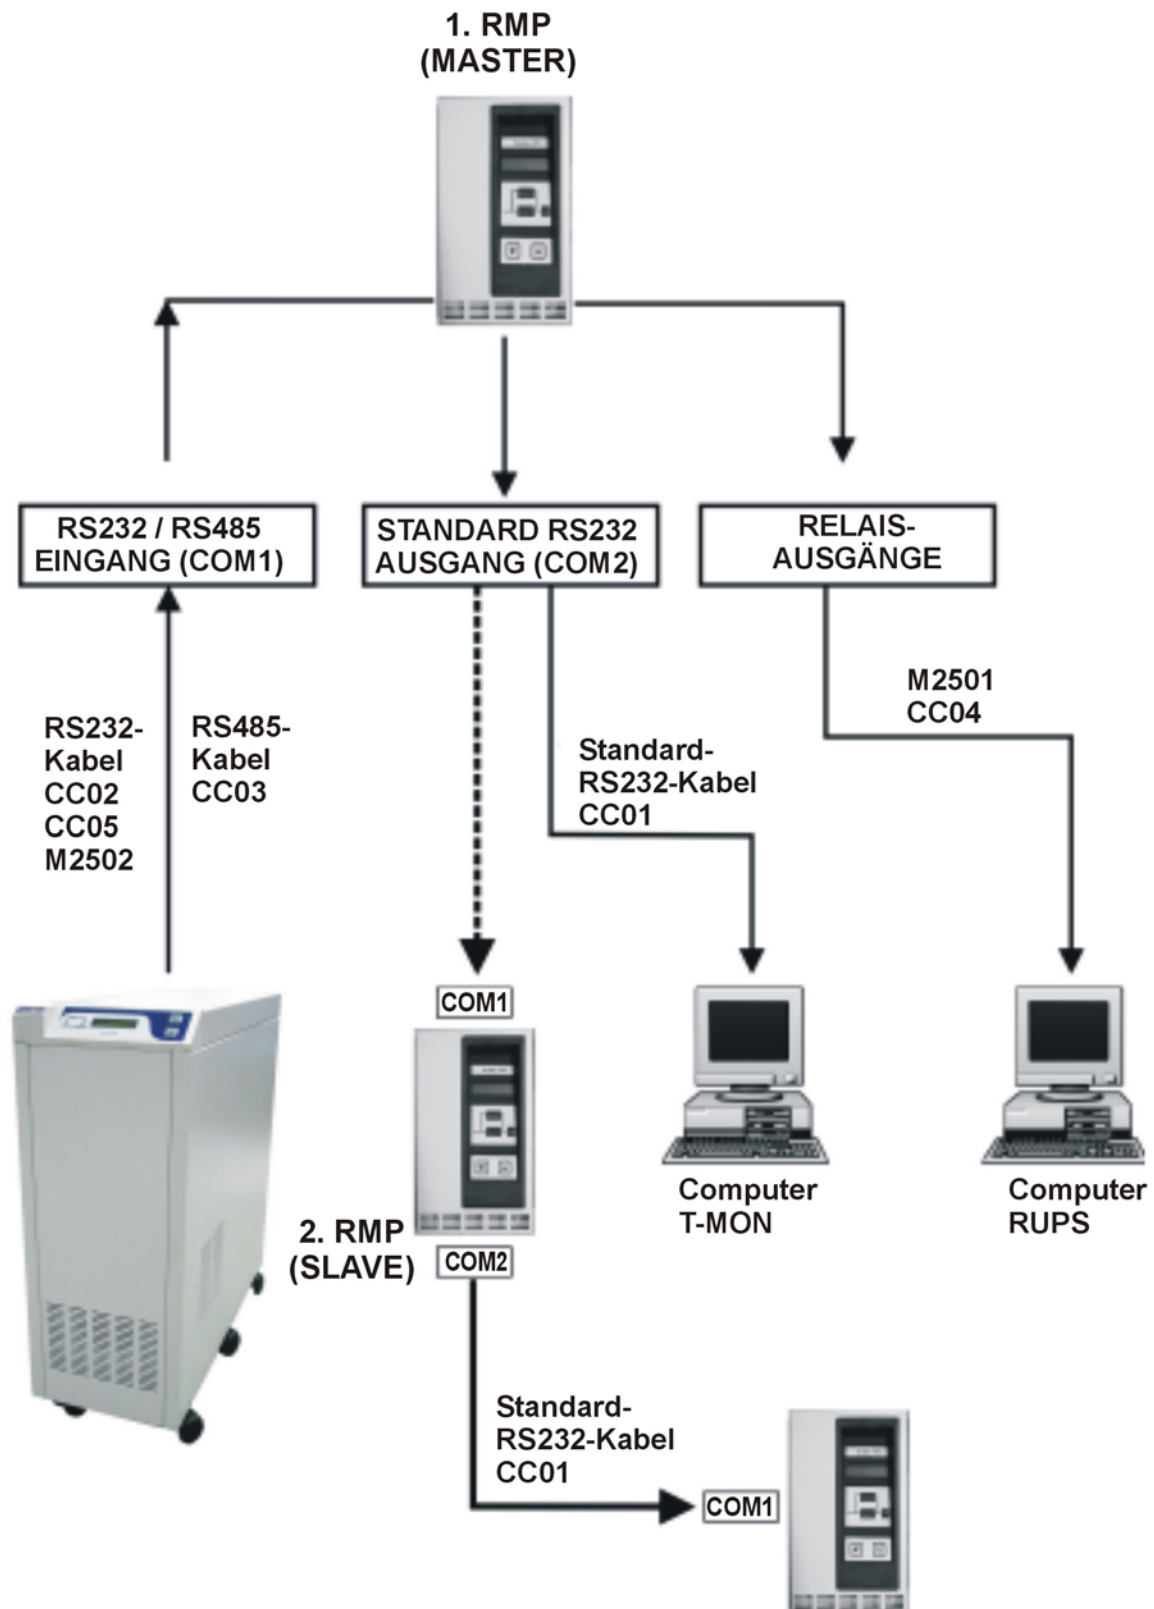 1. RMP
(MASTER)
RS232 / RS485
EINGANG (COM1)
STANDARD RS232
AUSGANG (COM2)
RELAIS-
AUSGÄNGE
RS232-
Kabel
CC02
CC05
M2502
RS485-
Kabel
CC03
Standard-
RS232-Kabel
CC01
M2501
CC04
COM1
2. RMP
(SLAVE)
COM2
Computer
T-MON
Computer
RUPS
Standard-
RS232-Kabel
CC01
COM1